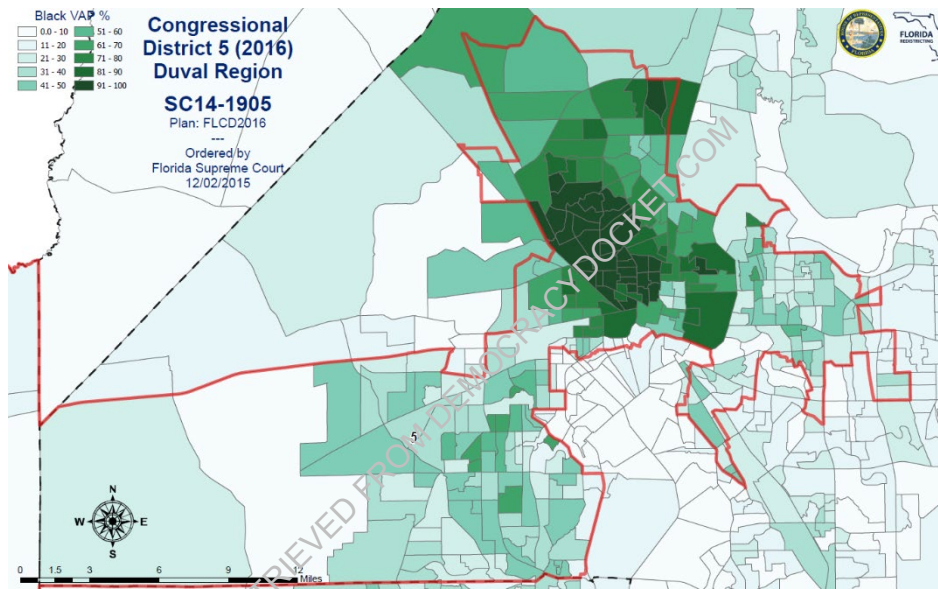 Black VAP %
0.0 - 10
11 - 20
21 - 30
31 - 40
41 - 50
51 - 60
61 - 70
71 - 80
81 - 90
91 - 100
Congressional
District 5 (2016)
Duval Region
SC14-1905
Plan: FLCD2016
---
Ordered by
Florida Supreme Court
12/02/2015
FLORIDA
REDISTRICTING
5
N
W E
S
0 1.5 3 6 9 12
Miles
RETRIEVED FROM DEMOCRACYDOCKET.COM